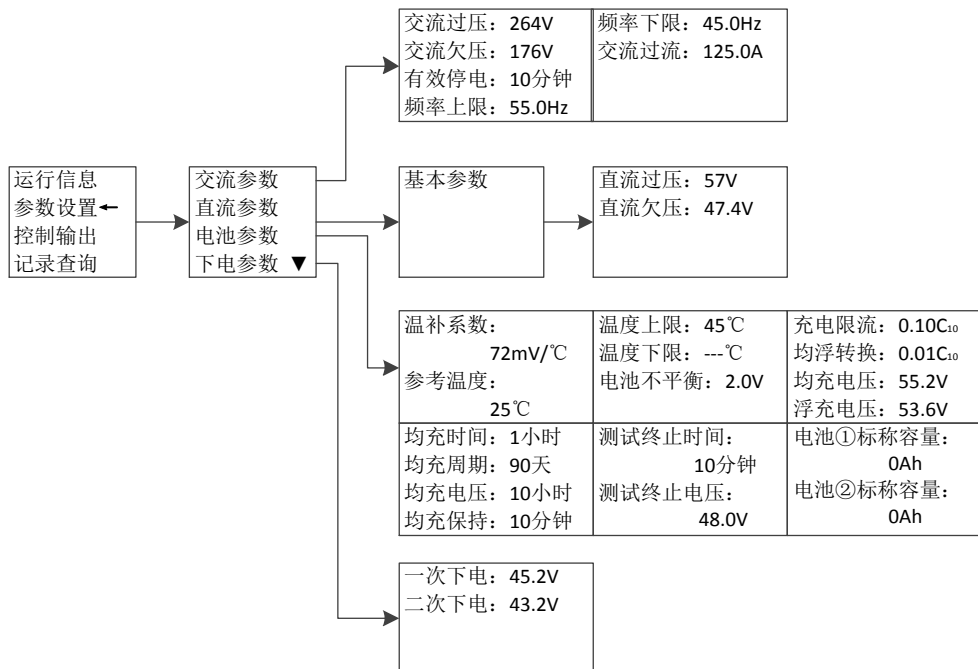 交流过压：264V
交流欠压：176V
有效停电：10分钟
频率上限：55.0Hz
频率下限：45.0Hz
交流过流：125.0A
运行信息
参数设置←
控制输出
记录查询
交流参数
直流参数
电池参数
下电参数 ▼
基本参数
直流过压：57V
直流欠压：47.4V
温补系数：
72mV/℃
参考温度：
25℃
温度上限：45℃
温度下限：---℃
电池不平衡：2.0V
充电限流：0.10C₁₀
均浮转换：0.01C₁₀
均充电压：55.2V
浮充电压：53.6V
均充时间：1小时
均充周期：90天
均充电压：10小时
均充保持：10分钟
测试终止时间：
10分钟
测试终止电压：
48.0V
电池①标称容量：
0Ah
电池②标称容量：
0Ah
一次下电：45.2V
二次下电：43.2V